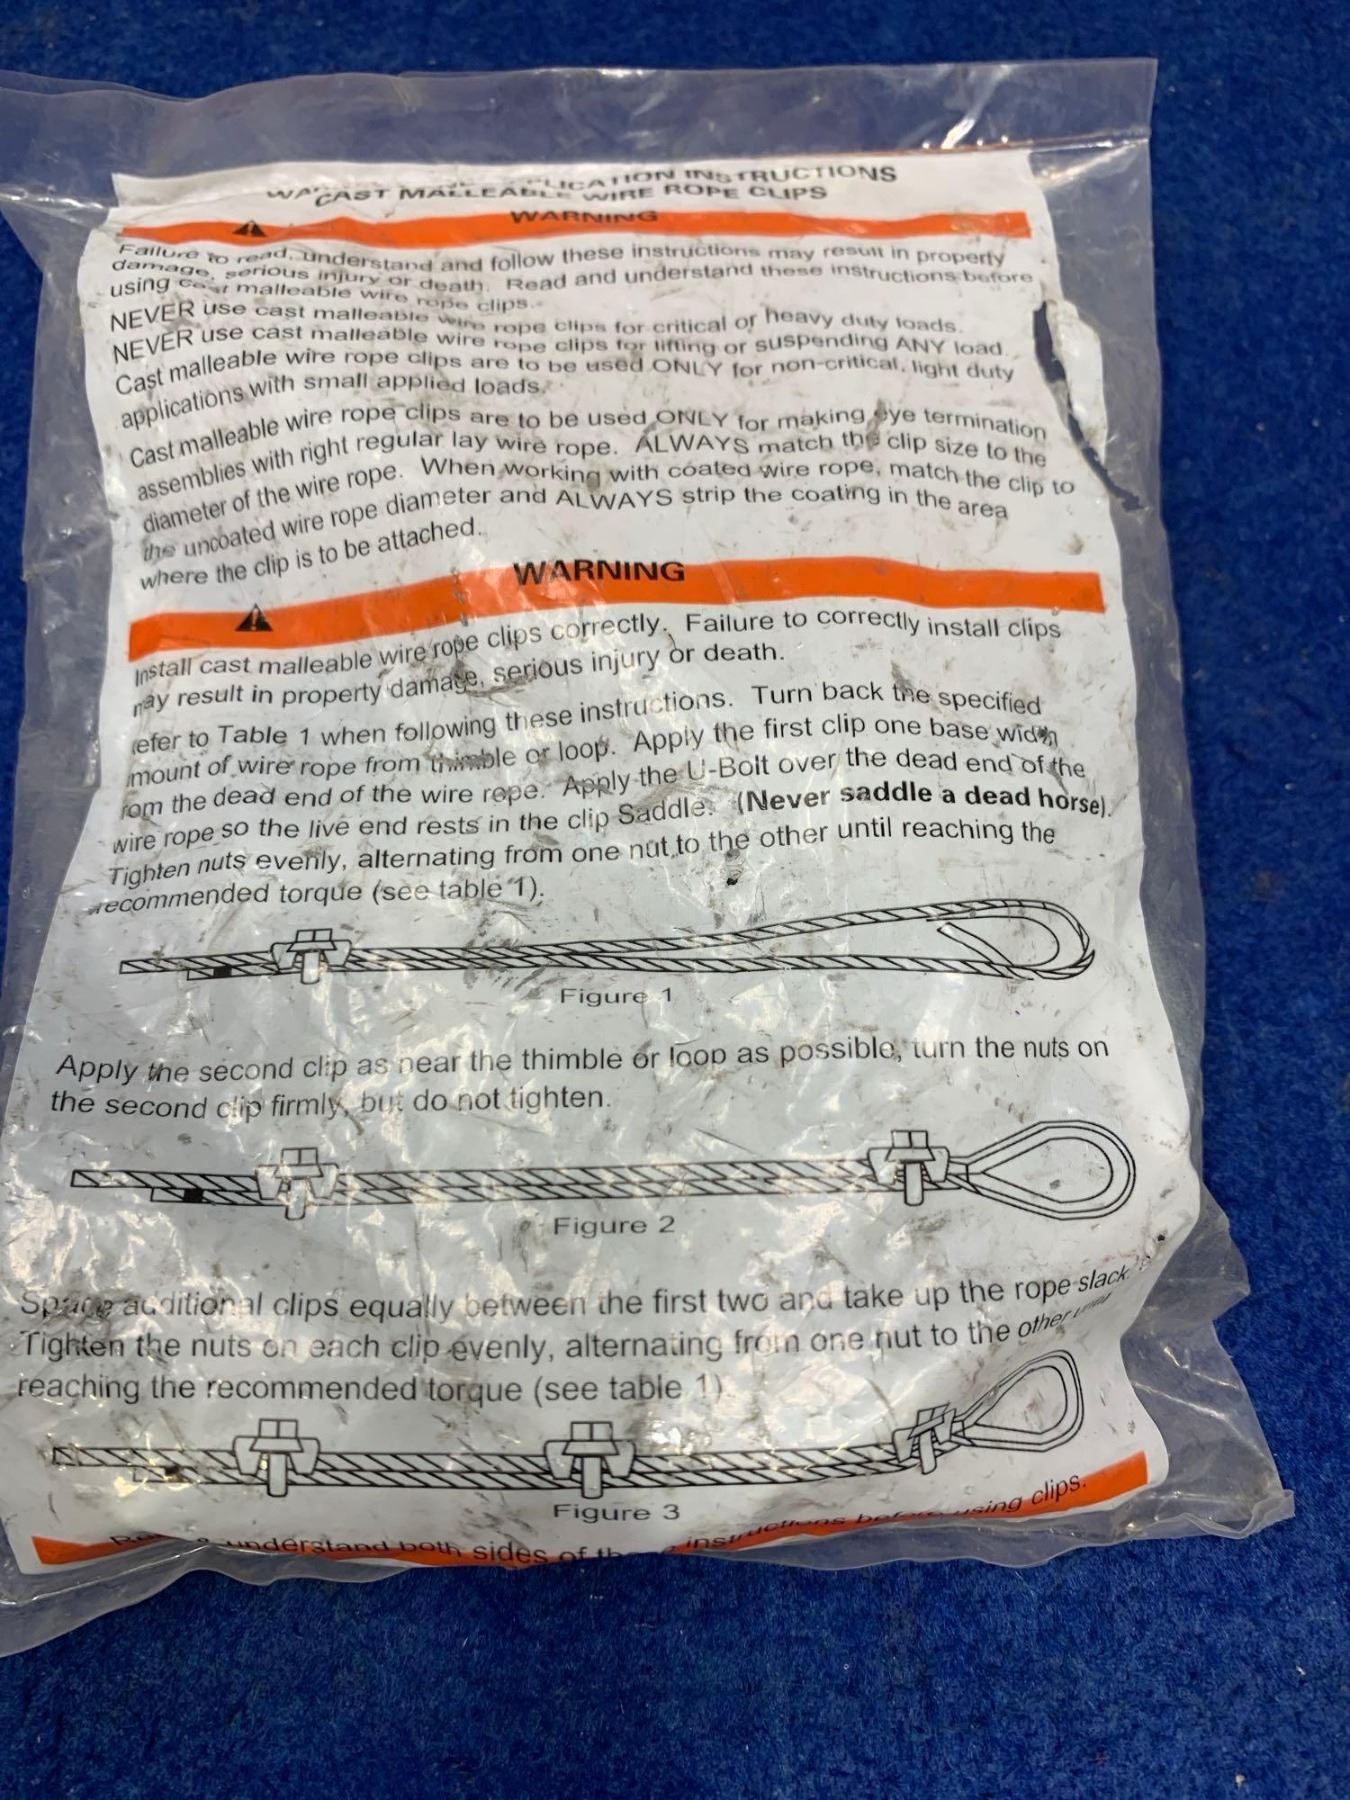 INSTRUCTIONS
CAST MALLEABLE WIRE ROPE CLIPS
WARNING
Failure to read, understand and follow these instructions may result in property
damage, serious injury or death. Read and understand these instructions before
using cast malleable wire rope clips.
NEVER use cast malleable wire rope clips for critical or heavy duty loads.
NEVER use cast malleable wire rope clips for lifting or suspending ANY load.
Cast malleable wire rope clips are to be used ONLY for non-critical, light duty
applications with small applied loads.
Cast malleable wire rope clips are to be used ONLY for making eye termination
assemblies with right regular lay wire rope. ALWAYS match the clip size to the
diameter of the wire rope. When working with coated wire rope, match the clip to
the uncoated wire rope diameter and ALWAYS strip the coating in the area
where the clip is to be attached.
WARNING
Install cast malleable wire rope clips correctly. Failure to correctly install clips
may result in property damage, serious injury or death.
efer to Table 1 when following these instructions. Turn back the specified
mount of wire rope from thimble or loop. Apply the first clip one base width
rom the dead end of the wire rope. Apply the U-Bolt over the dead end of the
wire rope so the live end rests in the clip Saddle. (Never saddle a dead horse).
Tighten nuts evenly, alternating from one nut to the other until reaching the
recommended torque (see table 1).
Figure 1
Apply the second clip as near the thimble or loop as possible, turn the nuts on
the second clip firmly, but do not tighten.
Figure 2
Space additional clips equally between the first two and take up the rope slack.
Tighten the nuts on each clip evenly, alternating from one nut to the other until
reaching the recommended torque (see table 1).
Figure 3
& understand both sides of instructions before using clips.